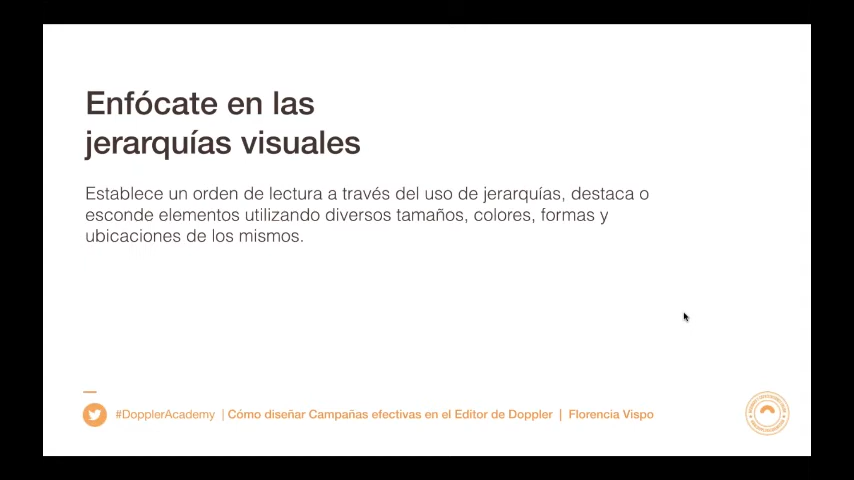 Enfócate en las
jerarquías visuales
Establece un orden de lectura a través del uso de jerarquías, destaca o
esconde elementos utilizando diversos tamaños, colores, formas y
ubicaciones de los mismos.
#DopplerAcademy | Cómo diseñar Campañas efectivas en el Editor de Doppler | Florencia Vispo